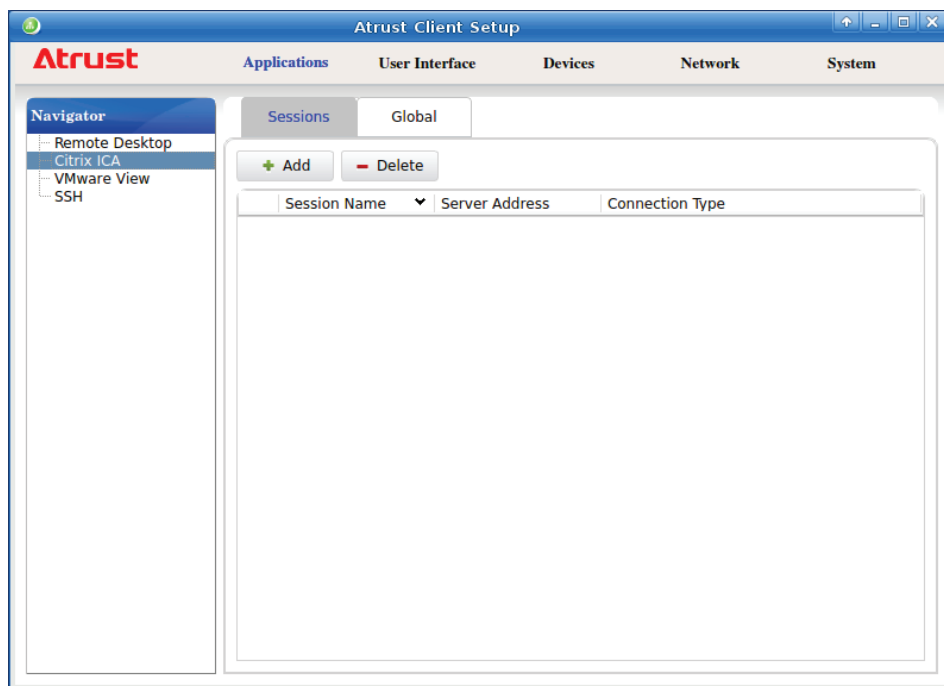 Atrust Client Setup
Atrust
Applications User Interface Devices Network System
Navigator
Remote Desktop
Citrix ICA
VMware View
SSH
Sessions Global
Add Delete
Session Name Server Address Connection Type